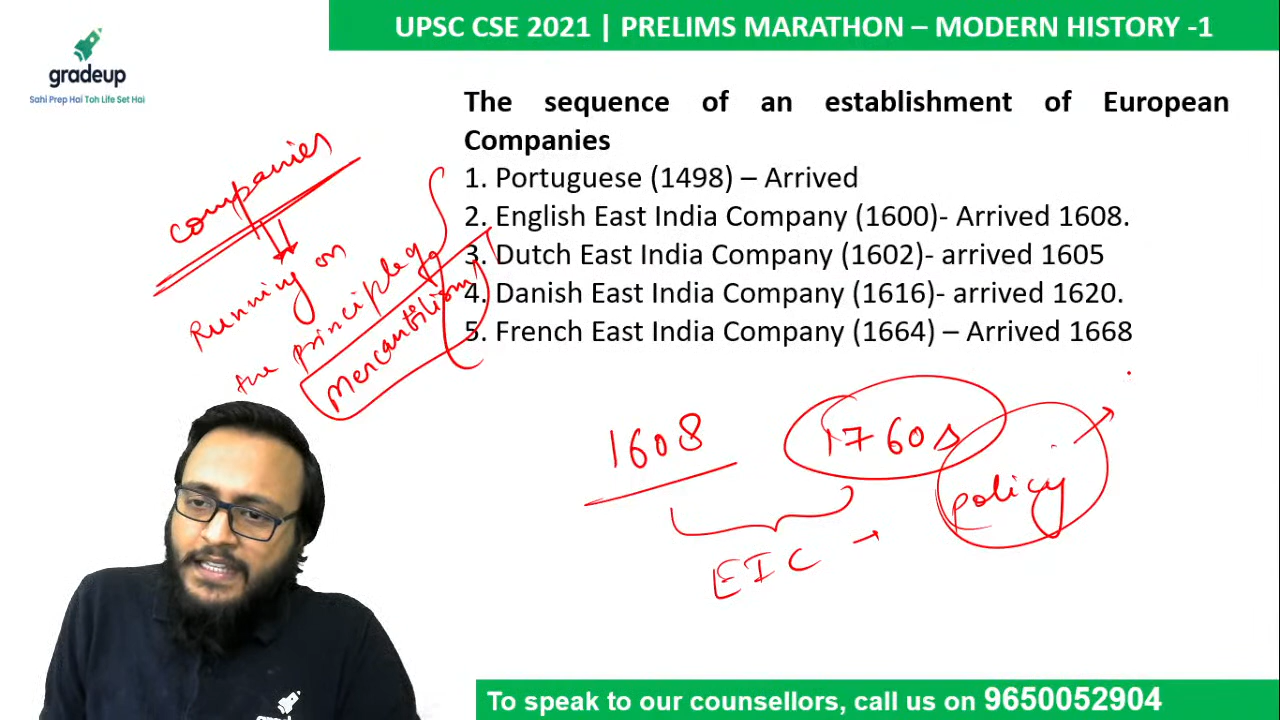 UPSC CSE 2021 | PRELIMS MARATHON – MODERN HISTORY -1
gradeup
Sahi Prep Hai Toh Life Set Hai
The sequence of an establishment of European
Companies
1. Portuguese (1498) – Arrived
2. English East India Company (1600)- Arrived 1608.
3. Dutch East India Company (1602)- arrived 1605
4. Danish East India Company (1616)- arrived 1620.
5. French East India Company (1664) – Arrived 1668
companies
Running on
the principle of
Mercantilism
1608
1760s
policy
EIC
gradeup
To speak to our counsellors, call us on 9650052904